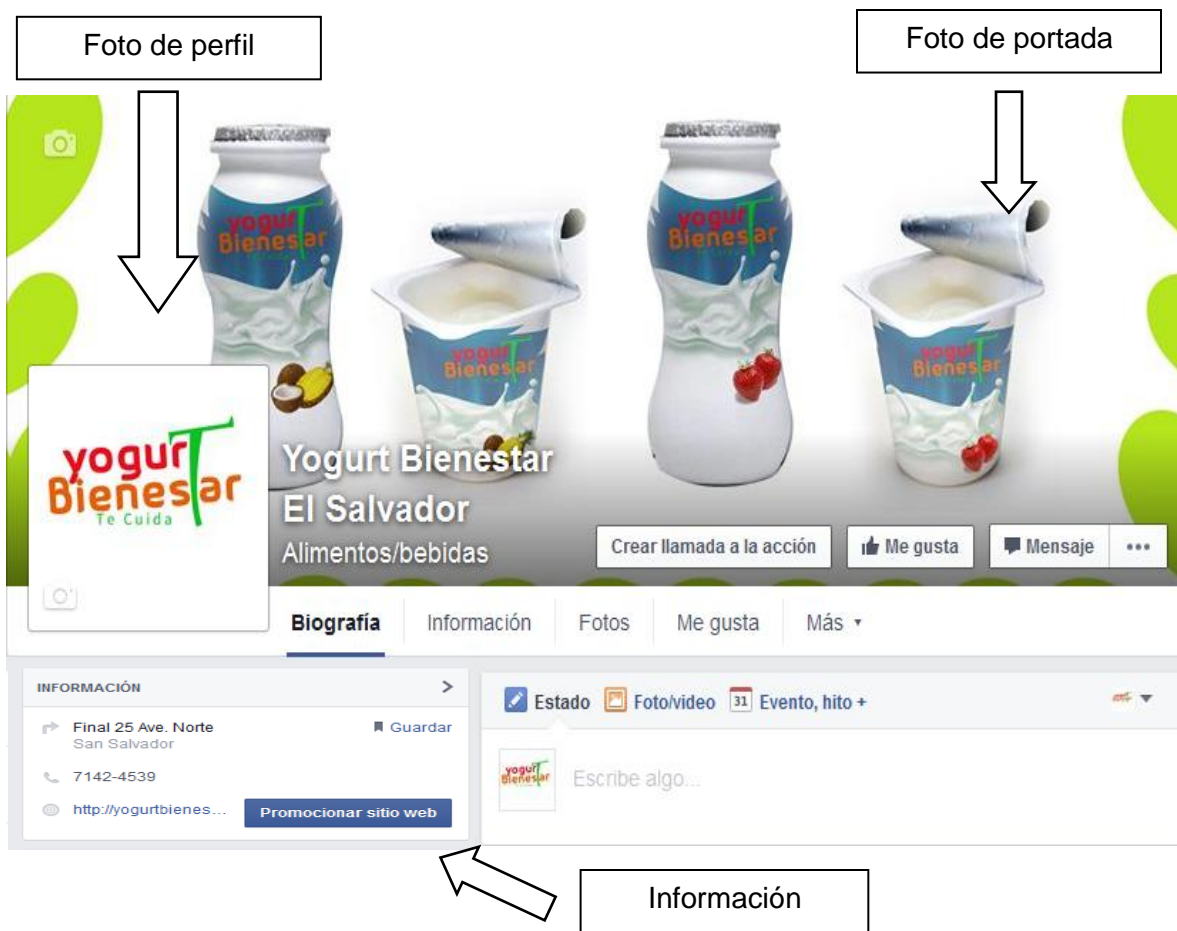 Foto de perfil
Foto de portada
yogurT
Bienestar
yogurT
Bienestar
yogurT
Bienestar
yogurT
Bienestar
yogurT
Bienestar
Te Cuida
Yogurt Bienestar
El Salvador
Alimentos/bebidas
Crear llamada a la acción
Me gusta
Mensaje
Biografía Información Fotos Me gusta Más
INFORMACIÓN
Final 25 Ave. Norte
San Salvador
Guardar
7142-4539
http://yogurtbienes...
Promocionar sitio web
31
Estado Foto/video Evento, hito +
yogurT
Bienestar
Escribe algo...
Información